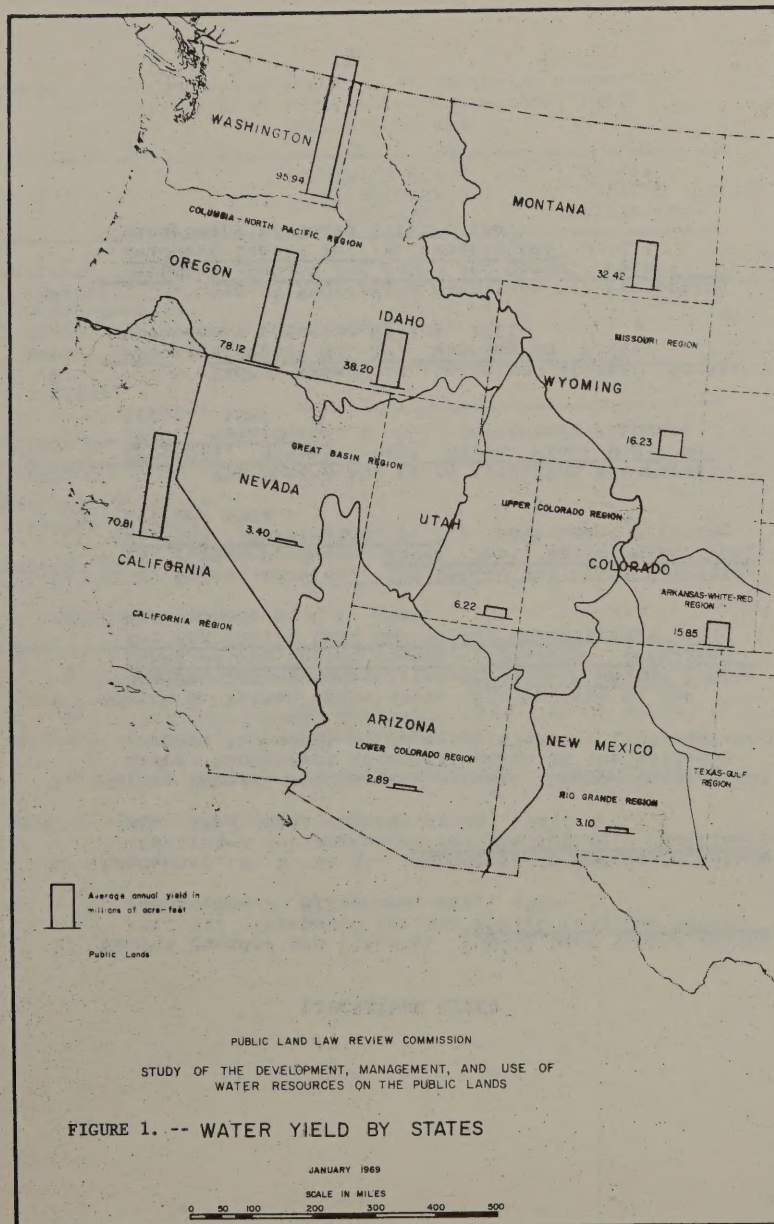 WASHINGTON
95.94
COLUMBIA-NORTH PACIFIC REGION
OREGON
78.12
IDAHO
38.20
MONTANA
32.42
MISSOURI REGION
WYOMING
16.23
GREAT BASIN REGION
NEVADA
3.40
UTAH
UPPER COLORADO REGION
6.22
COLORADO
ARKANSAS-WHITE-RED
REGION
15.85
70.81
CALIFORNIA
CALIFORNIA REGION
ARIZONA
LOWER COLORADO REGION
2.89
NEW MEXICO
RIO GRANDE REGION
3.10
TEXAS-GULF
REGION
Average annual yield in
millions of acre-feet
Public Lands
PUBLIC LAND LAW REVIEW COMMISSION
STUDY OF THE DEVELOPMENT, MANAGEMENT, AND USE OF
WATER RESOURCES ON THE PUBLIC LANDS
FIGURE 1. -- WATER YIELD BY STATES
JANUARY 1969
SCALE IN MILES
0 50 100 200 300 400 500